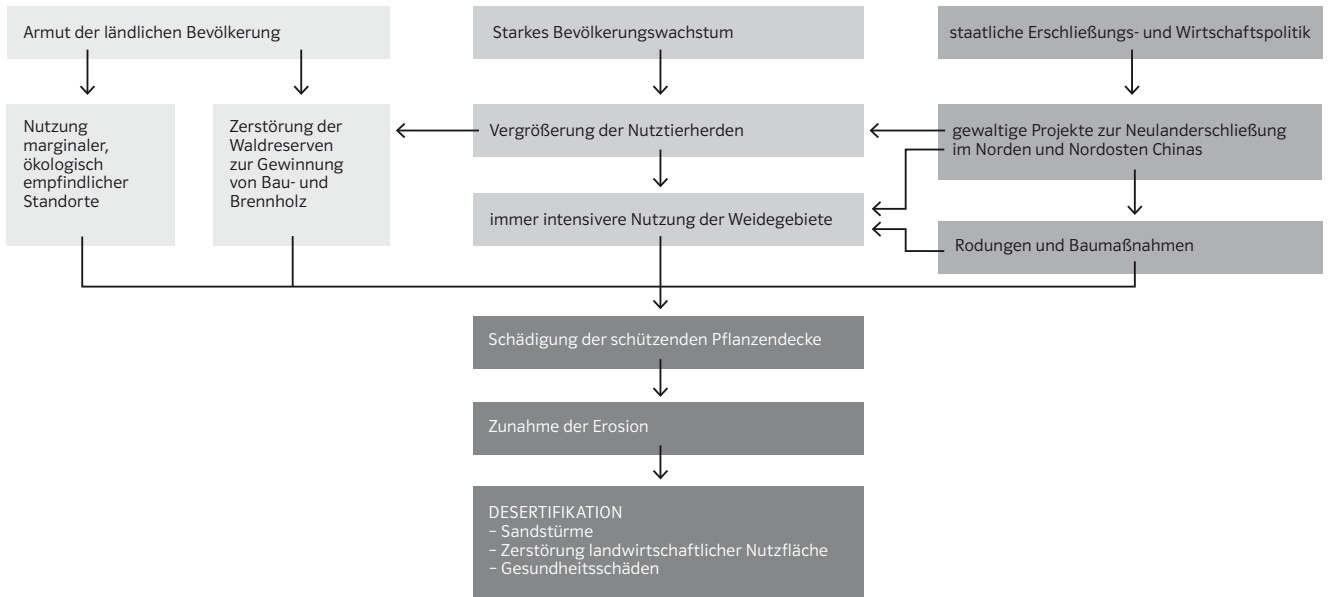 Armut der ländlichen Bevölkerung
Starkes Bevölkerungswachstum
staatliche Erschließungs- und Wirtschaftspolitik
Nutzung
marginaler,
ökologisch
empfindlicher
Standorte
Zerstörung der
Waldreserven
zur Gewinnung
von Bau- und
Brennholz
Vergrößerung der Nutztierherden
gewaltige Projekte zur Neulanderschließung
im Norden und Nordosten Chinas
immer intensivere Nutzung der Weidegebiete
Rodungen und Baumaßnahmen
Schädigung der schützenden Pflanzendecke
Zunahme der Erosion
DESERTIFIKATION
– Sandstürme
– Zerstörung landwirtschaftlicher Nutzfläche
– Gesundheitsschäden